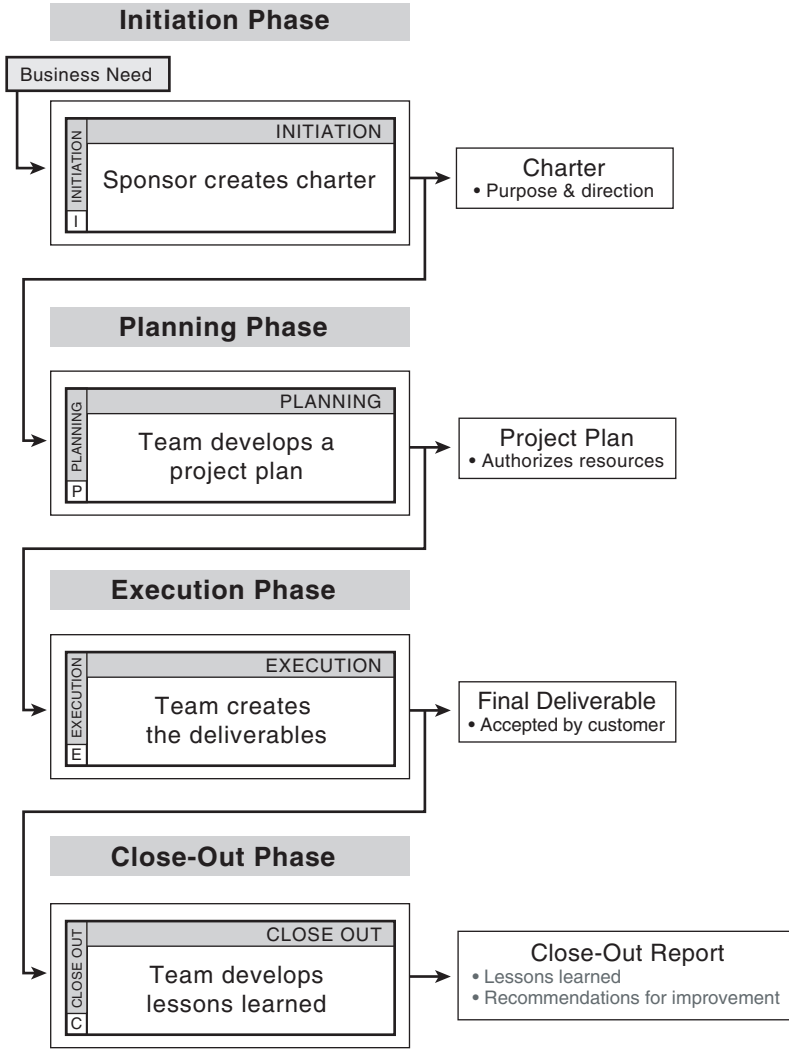 Initiation Phase
Business Need
INITIATION
INITIATION
I
Sponsor creates charter
Charter
• Purpose & direction
Planning Phase
PLANNING
PLANNING
P
Team develops a
project plan
Project Plan
• Authorizes resources
Execution Phase
EXECUTION
EXECUTION
E
Team creates
the deliverables
Final Deliverable
• Accepted by customer
Close-Out Phase
CLOSE OUT
CLOSE OUT
C
Team develops
lessons learned
Close-Out Report
• Lessons learned
• Recommendations for improvement